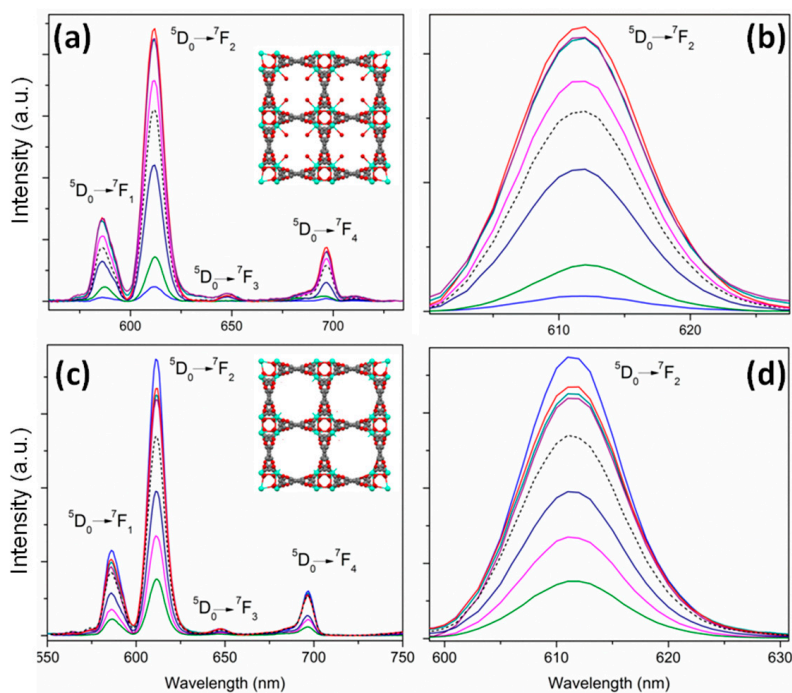 (a)
⁵D₀→⁷F₂
⁵D₀→⁷F₁
⁵D₀→⁷F₃
⁵D₀→⁷F₄
Intensity (a.u.)
600 650 700
(b)
⁵D₀→⁷F₂
Intensity (a.u.)
610 620
(c)
⁵D₀→⁷F₂
⁵D₀→⁷F₁
⁵D₀→⁷F₃
⁵D₀→⁷F₄
Intensity (a.u.)
550 600 650 700 750
Wavelength (nm)
(d)
⁵D₀→⁷F₂
Intensity (a.u.)
600 610 620 630
Wavelength (nm)